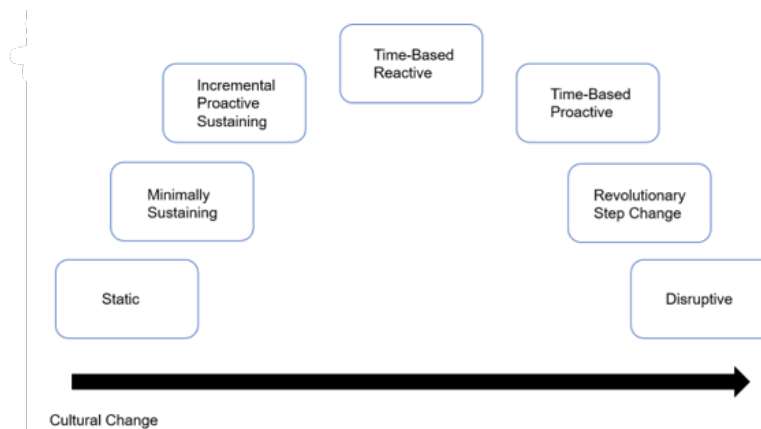 Time-Based
Reactive
Incremental
Proactive
Sustaining
Time-Based
Proactive
Minimally
Sustaining
Revolutionary
Step Change
Static
Disruptive
Cultural Change